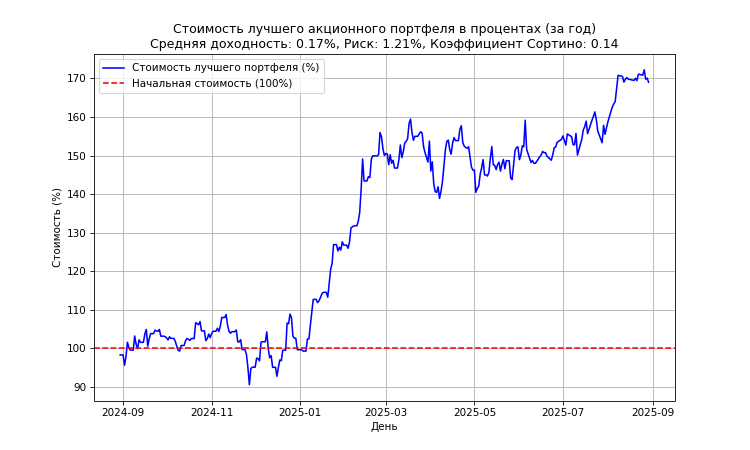 Стоимость лучшего акционного портфеля в процентах (за год)
Средняя доходность: 0.17%, Риск: 1.21%, Коэффициент Сортино: 0.14
Стоимость лучшего портфеля (%)
Начальная стоимость (100%)
Стоимость (%)
170
160
150
140
130
120
110
100
90
2024-09
2024-11
2025-01
2025-03
2025-05
2025-07
2025-09
День